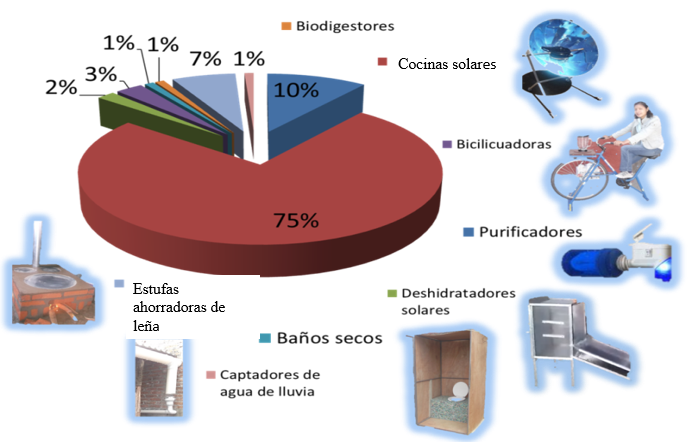 Biodigestores
1% 1%
7% 1%
Cocinas solares
3%
2%
10%
Bicilicuadoras
75%
Purificadores
Estufas
ahorradoras de
leña
Deshidratadores
solares
Baños secos
Captadores de
agua de lluvia